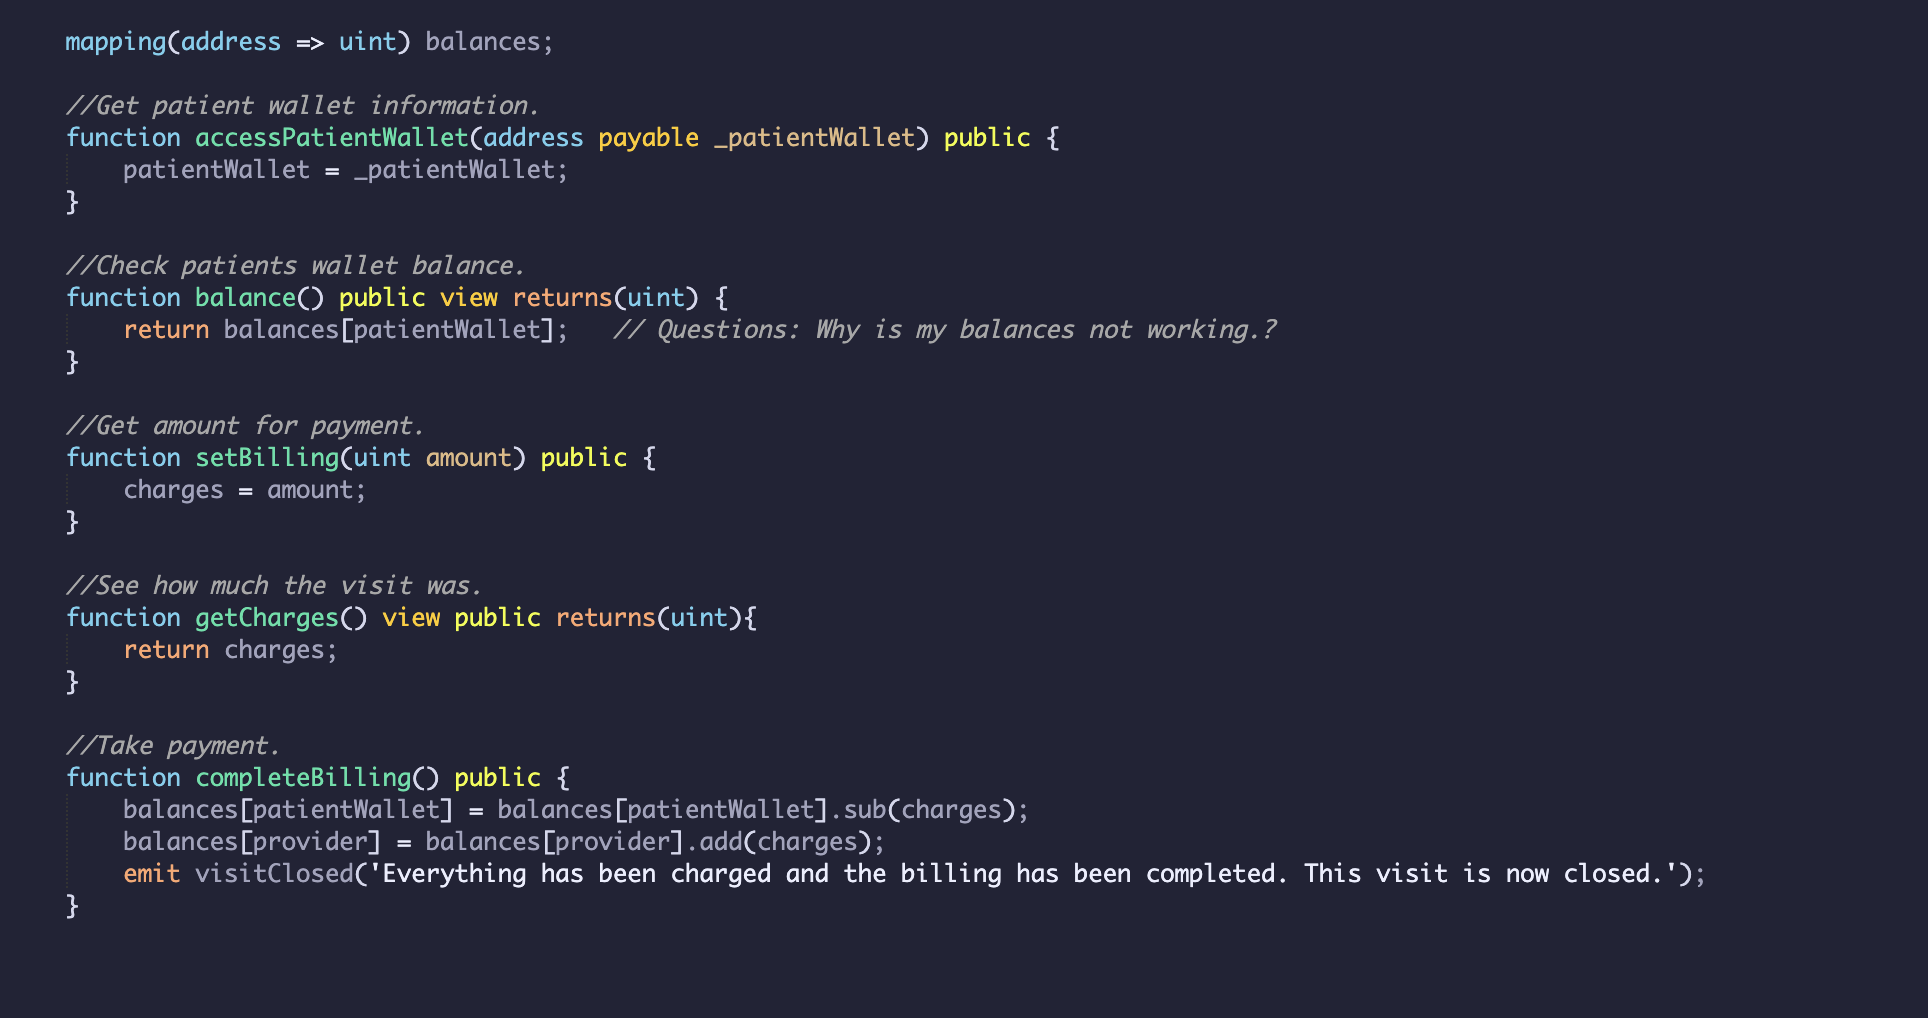 mapping(address => uint) balances;
//Get patient wallet information.
function accessPatientWallet(address payable _patientWallet) public {
patientWallet = _patientWallet;
}
//Check patients wallet balance.
function balance() public view returns(uint) {
return balances[patientWallet];   // Questions: Why is my balances not working.?
}
//Get amount for payment.
function setBilling(uint amount) public {
charges = amount;
}
//See how much the visit was.
function getCharges() view public returns(uint){
return charges;
}
//Take payment.
function completeBilling() public {
balances[patientWallet] = balances[patientWallet].sub(charges);
balances[provider] = balances[provider].add(charges);
emit visitClosed('Everything has been charged and the billing has been completed. This visit is now closed.');
}